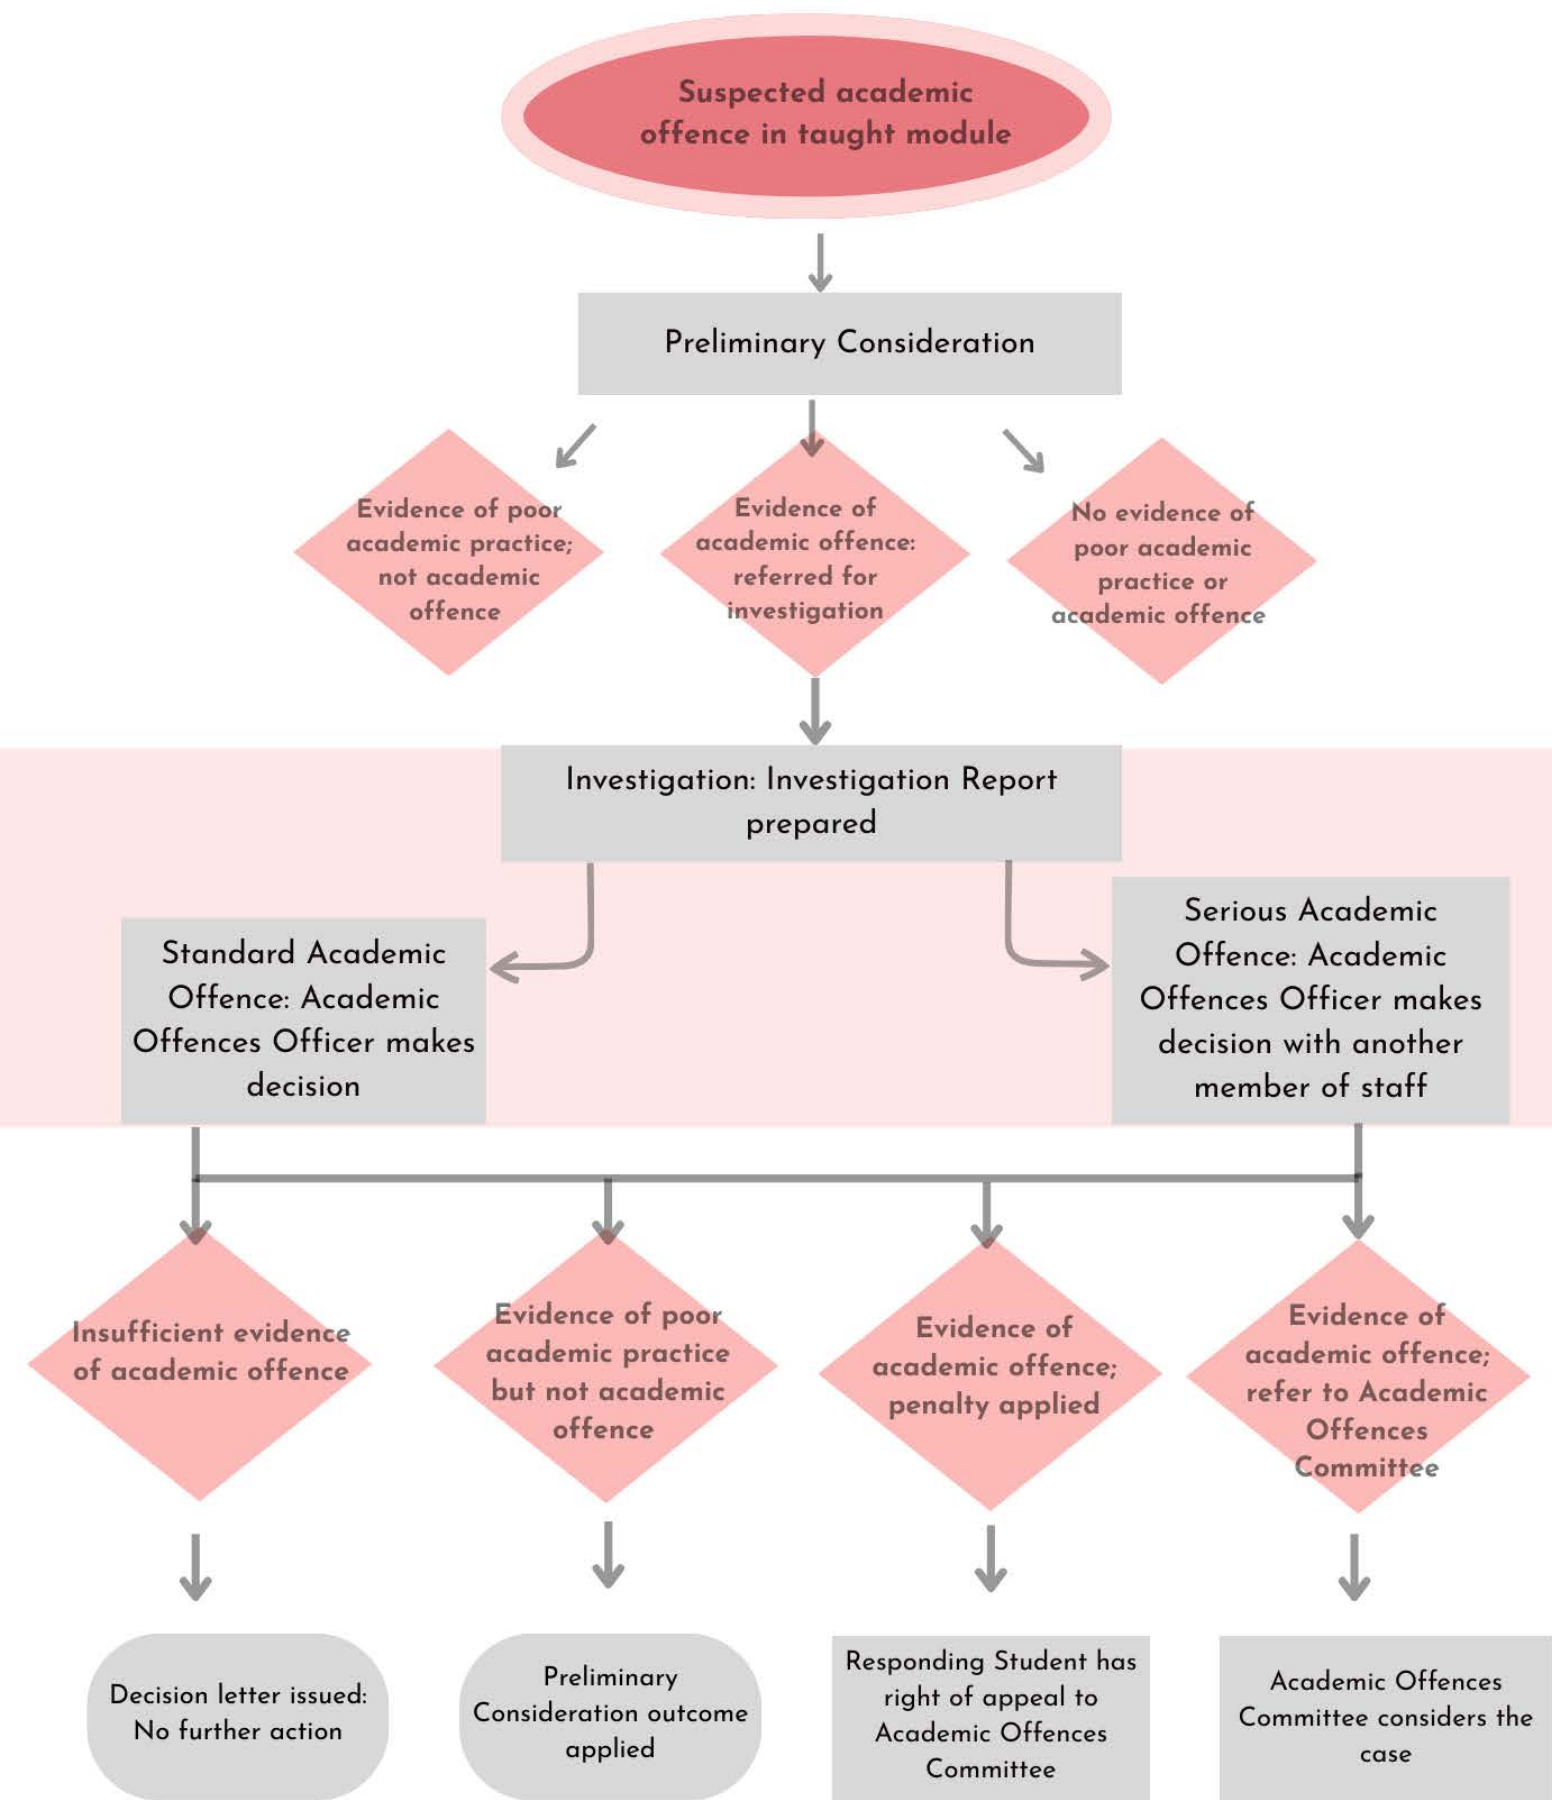 Suspected academic
offence in taught module
Preliminary Consideration
Evidence of poor
academic practice;
not academic
offence
Evidence of
academic offence:
referred for
investigation
No evidence of
poor academic
practice or
academic offence
Investigation: Investigation Report
prepared
Standard Academic
Offence: Academic
Offences Officer makes
decision
Serious Academic
Offence: Academic
Offences Officer makes
decision with another
member of staff
Insufficient evidence
of academic offence
Evidence of poor
academic practice
but not academic
offence
Evidence of
academic offence;
penalty applied
Evidence of
academic offence;
refer to Academic
Offences
Committee
Decision letter issued:
No further action
Preliminary
Consideration outcome
applied
Responding Student has
right of appeal to
Academic Offences
Committee
Academic Offences
Committee considers the
case